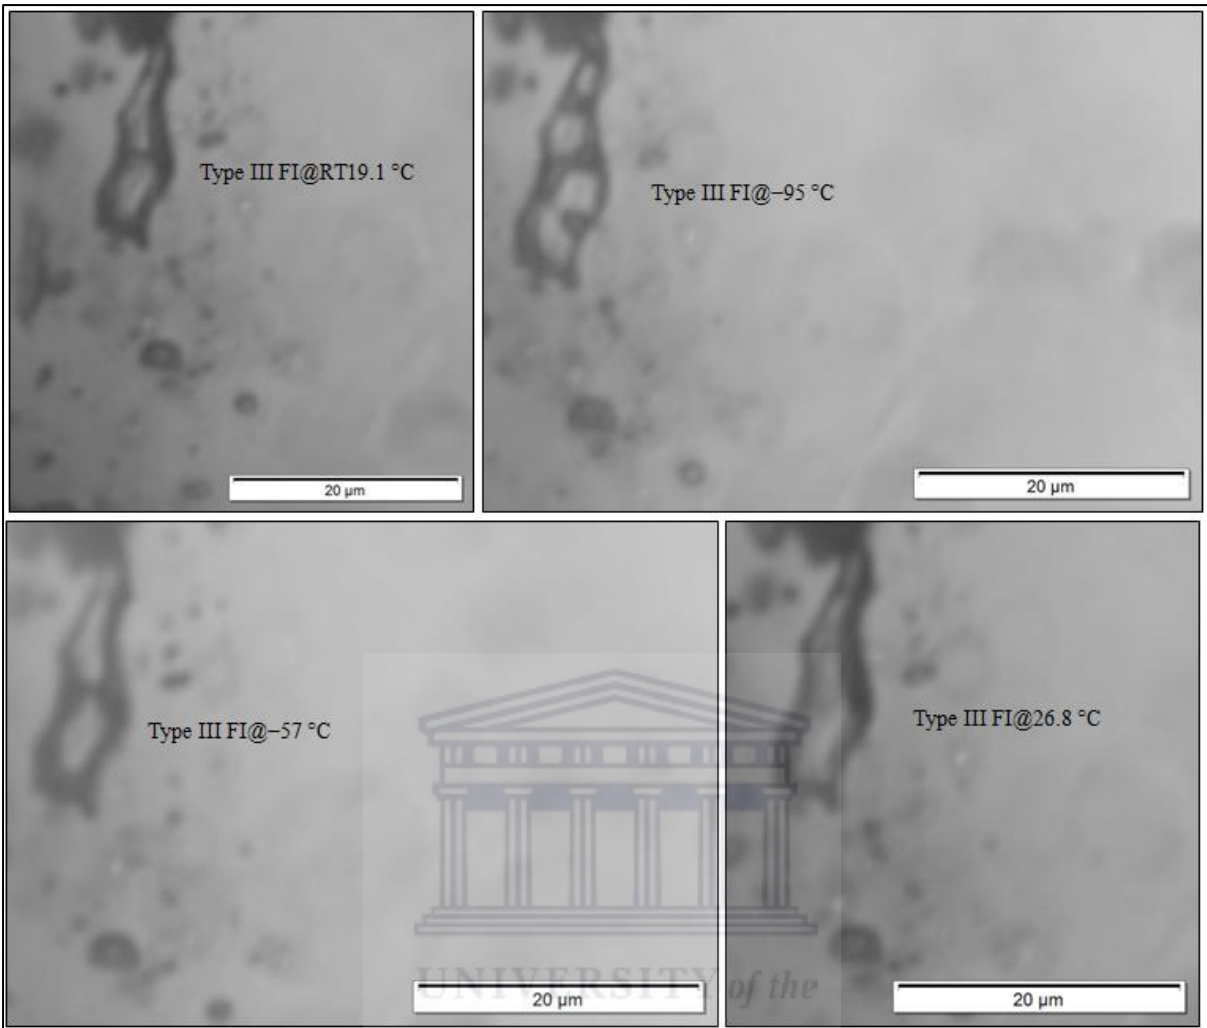 Type III FI@RT19.1 °C
20 µm
Type III FI@−95 °C
20 µm
Type III FI@−57 °C
20 µm
Type III FI@26.8 °C
20 µm
UNIVERSITY of the